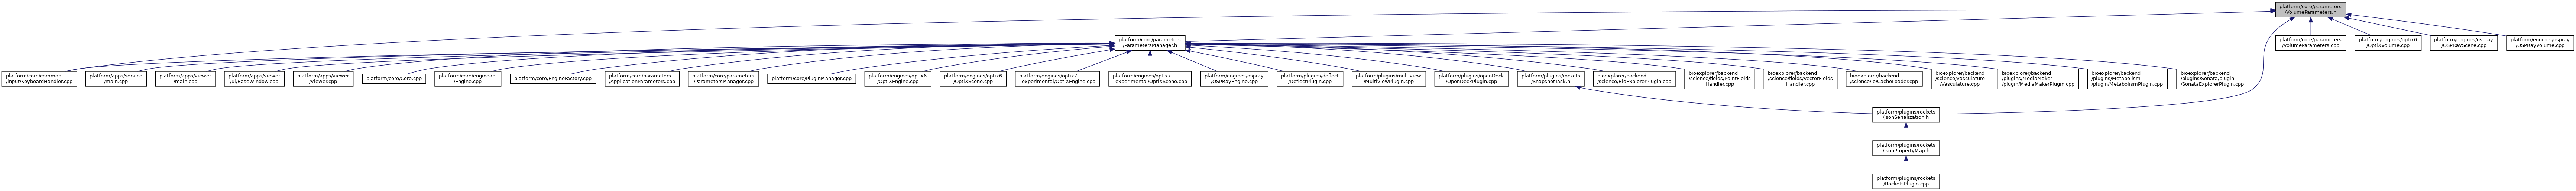 platform/core/parameters
/VolumeParameters.h
platform/core/parameters
/ParametersManager.h
platform/core/parameters
/VolumeParameters.cpp
platform/engines/optix6
/OptiXVolume.cpp
platform/engines/ospray
/OSPRayScene.cpp
platform/engines/ospray
/OSPRayVolume.cpp
platform/core/common
/input/KeyboardHandler.cpp
platform/apps/service
/main.cpp
platform/apps/viewer
/main.cpp
platform/apps/viewer
/ui/BaseWindow.cpp
platform/apps/viewer
/Viewer.cpp
platform/core/Core.cpp
platform/core/engineapi
/Engine.cpp
platform/core/EngineFactory.cpp
platform/core/parameters
/ApplicationParameters.cpp
platform/core/parameters
/ParametersManager.cpp
platform/core/PluginManager.cpp
platform/engines/optix6
/OptiXEngine.cpp
platform/engines/optix6
/OptiXScene.cpp
platform/engines/optix7
_experimental/OptiXEngine.cpp
platform/engines/optix7
_experimental/OptiXScene.cpp
platform/engines/ospray
/OSPRayEngine.cpp
platform/plugins/deflect
/DeflectPlugin.cpp
platform/plugins/multiview
/MultiviewPlugin.cpp
platform/plugins/openDeck
/OpenDeckPlugin.cpp
platform/plugins/rockets
/SnapshotTask.h
bioexplorer/backend
/science/BioExplorerPlugin.cpp
bioexplorer/backend
/science/fields/PointFields
Handler.cpp
bioexplorer/backend
/science/fields/VectorFields
Handler.cpp
bioexplorer/backend
/science/io/CacheLoader.cpp
bioexplorer/backend
/science/vasculature
/Vasculature.cpp
bioexplorer/backend
/plugins/MediaMaker
/plugin/MediaMakerPlugin.cpp
bioexplorer/backend
/plugins/Metabolism
/plugin/MetabolismPlugin.cpp
bioexplorer/backend
/plugins/Sonata/plugin
/SonataExplorerPlugin.cpp
platform/plugins/rockets
/jsonSerialization.h
platform/plugins/rockets
/jsonPropertyMap.h
platform/plugins/rockets
/RocketsPlugin.cpp